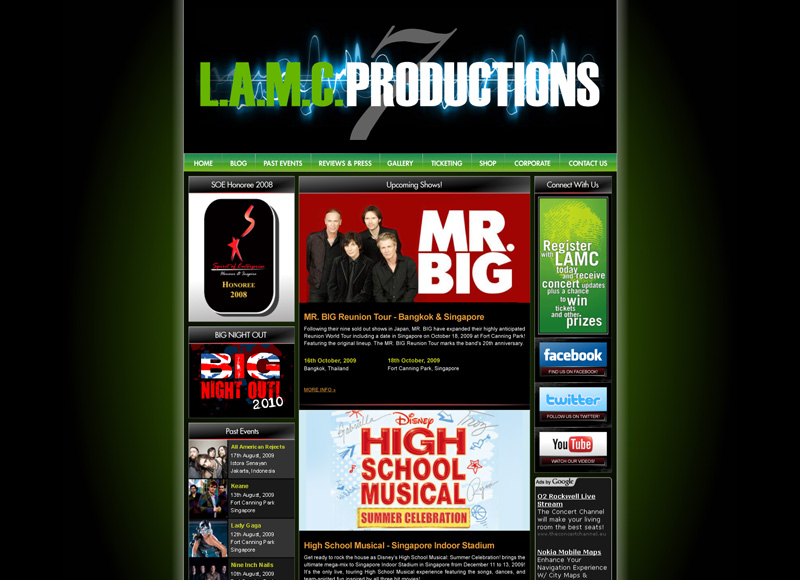 7
L.A.M.C.PRODUCTIONS
HOME BLOG PAST EVENTS REVIEWS & PRESS GALLERY TICKETING SHOP CORPORATE CONTACT US
SOE Honoree 2008
Spirit of Enterprise
Honour & Inspire
HONOREE
2008
BIG NIGHT OUT
BIG
NIGHT OUT!
2010
Past Events
All American Rejects
17th August, 2009
Istora Senayan
Jakarta, Indonesia
Keane
13th August, 2009
Fort Canning Park
Singapore
Lady Gaga
12th August, 2009
Fort Canning Park
Singapore
Nine Inch Nails
10th August, 2009
Upcoming Shows!
MR.
BIG
MR. BIG Reunion Tour - Bangkok & Singapore
Following their nine sold out shows in Japan, MR. BIG have expanded their highly anticipated
Reunion World Tour including a date in Singapore on October 18, 2009 at Fort Canning Park!
Featuring the original lineup. The MR. BIG Reunion Tour marks the band's 20th anniversary.
16th October, 2009 18th October, 2009
Bangkok, Thailand Fort Canning Park, Singapore
MORE INFO »
Disney
HIGH
SCHOOL
MUSICAL
SUMMER CELEBRATION
High School Musical - Singapore Indoor Stadium
Get ready to rock the house as Disney's High School Musical: Summer Celebration! brings the
ultimate mega-mix to Singapore Indoor Stadium in Singapore from December 11 to 13, 2009!
It's the only live, touring High School Musical experience featuring the songs, dances, and
team-spirited fun inspired by all three hit movies!
Connect With Us
Register
with LAMC
today
and receive
concert updates
plus a chance
to win
tickets
and other
prizes
facebook
FIND US ON FACEBOOK!
twitter
FOLLOW US ON TWITTER!
You Tube
WATCH OUR VIDEOS!
Ads by Google
O2 Rockwell Live
Stream
The Concert Channel
will make your living
room the best seats!
www.theconcertchannel.eu
Nokia Mobile Maps
Enhance Your
Navigation Experience
W/ City Maps &